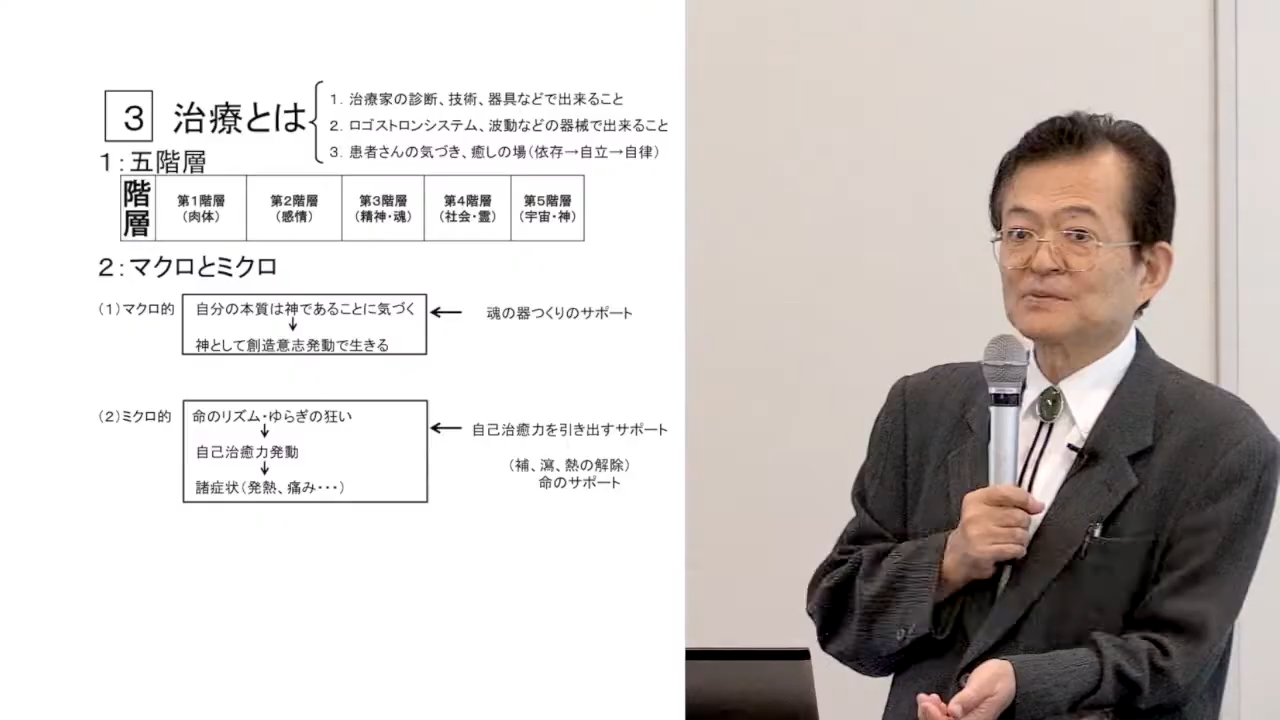 3 治療とは
1. 治療家の診断、技術、器具などで出来ること
2. ロゴストロンシステム、波動などの器械で出来ること
3. 患者さんの気づき、癒しの場(依存→自立→自律)
1:五階層
階層
第1階層
(肉体)
第2階層
(感情)
第3階層
(精神・魂)
第4階層
(社会・霊)
第5階層
(宇宙・神)
2:マクロとミクロ
(1)マクロ的
自分の本質は神であることに気づく
↓
神として創造意志発動で生きる
← 魂の器つくりのサポート
(2)ミクロ的
命のリズム・ゆらぎの狂い
↓
自己治癒力発動
↓
諸症状(発熱、痛み・・・)
← 自己治癒力を引き出すサポート
(補、瀉、熱の解除)
命のサポート